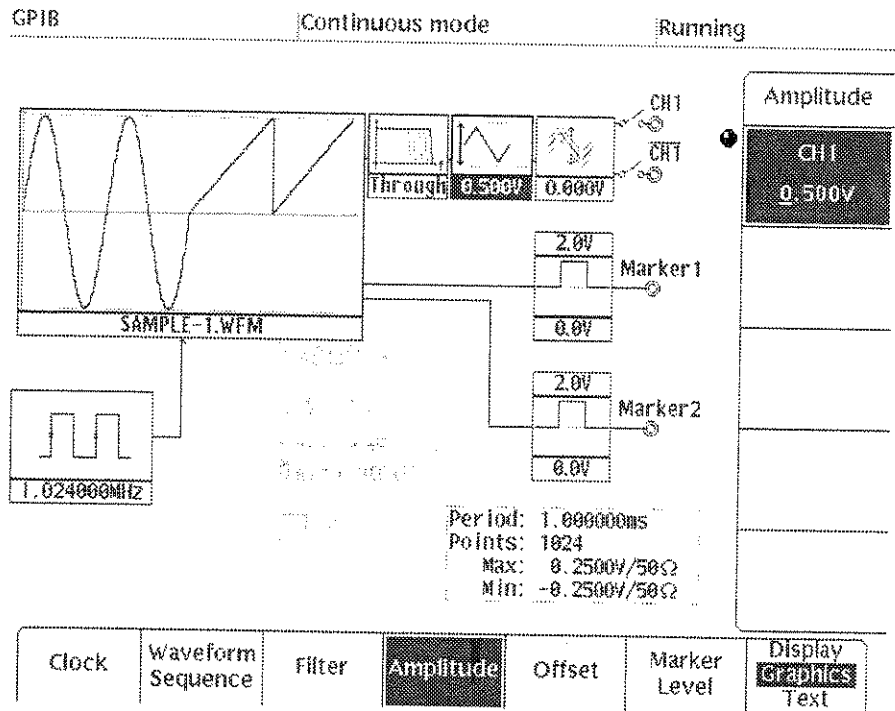 GPIB
Continuous mode
Running
CH1
C̅H̅1̅
Through
0.500V
0.000V
2.0V
Marker1
0.0V
SAMPLE-1.WFM
2.0V
Marker2
0.0V
1.024000MHz
Period: 1.000000ms
Points: 1024
Max: 0.2500V/50Ω
Min: -0.2500V/50Ω
Amplitude
CH1
0.500V
Clock
Waveform
Sequence
Filter
Amplitude
Offset
Marker
Level
Display
Graphics
Text